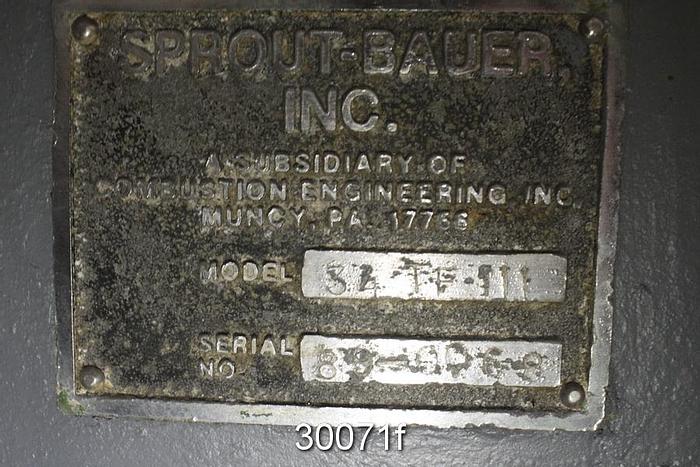 SPROUT-BAUER,
INC.
A SUBSIDIARY OF
COMBUSTION ENGINEERING INC.
MUNCY, PA. 17756
MODEL
SERIAL
NO.
30071f